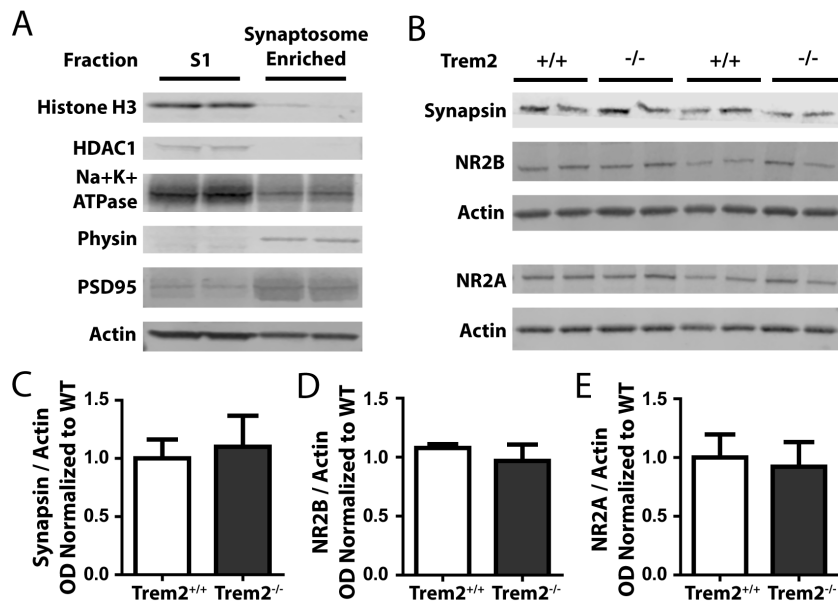 A
Fraction S1 Synaptosome Enriched
Histone H3
HDAC1
Na+K+
ATPase
Physin
PSD95
Actin
B
Trem2 +/+ -/- +/+ -/-
Synapsin
NR2B
Actin
NR2A
Actin
C
Synapsin / Actin
OD Normalized to WT
1.5
1.0
0.5
0.0
Trem2+/+ Trem2-/-
D
NR2B / Actin
OD Normalized to WT
1.5
1.0
0.5
0.0
Trem2+/+ Trem2-/-
E
NR2A / Actin
OD Normalized to WT
1.5
1.0
0.5
0.0
Trem2+/+ Trem2-/-